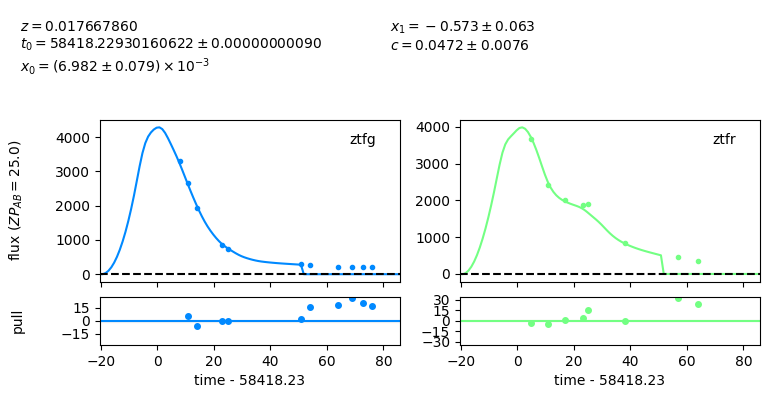 z = 0.017667860
t₀ = 58418.22930160622 ± 0.00000000090
x₀ = (6.982 ± 0.079) × 10⁻³
x₁ = −0.573 ± 0.063
c = 0.0472 ± 0.0076
flux (ZP_AB = 25.0)
4000
3000
2000
1000
0
ztfg
4000
3000
2000
1000
0
ztfr
pull
15
0
−15
−20
0
20
40
60
80
time - 58418.23
30
15
0
−15
−30
−20
0
20
40
60
80
time - 58418.23